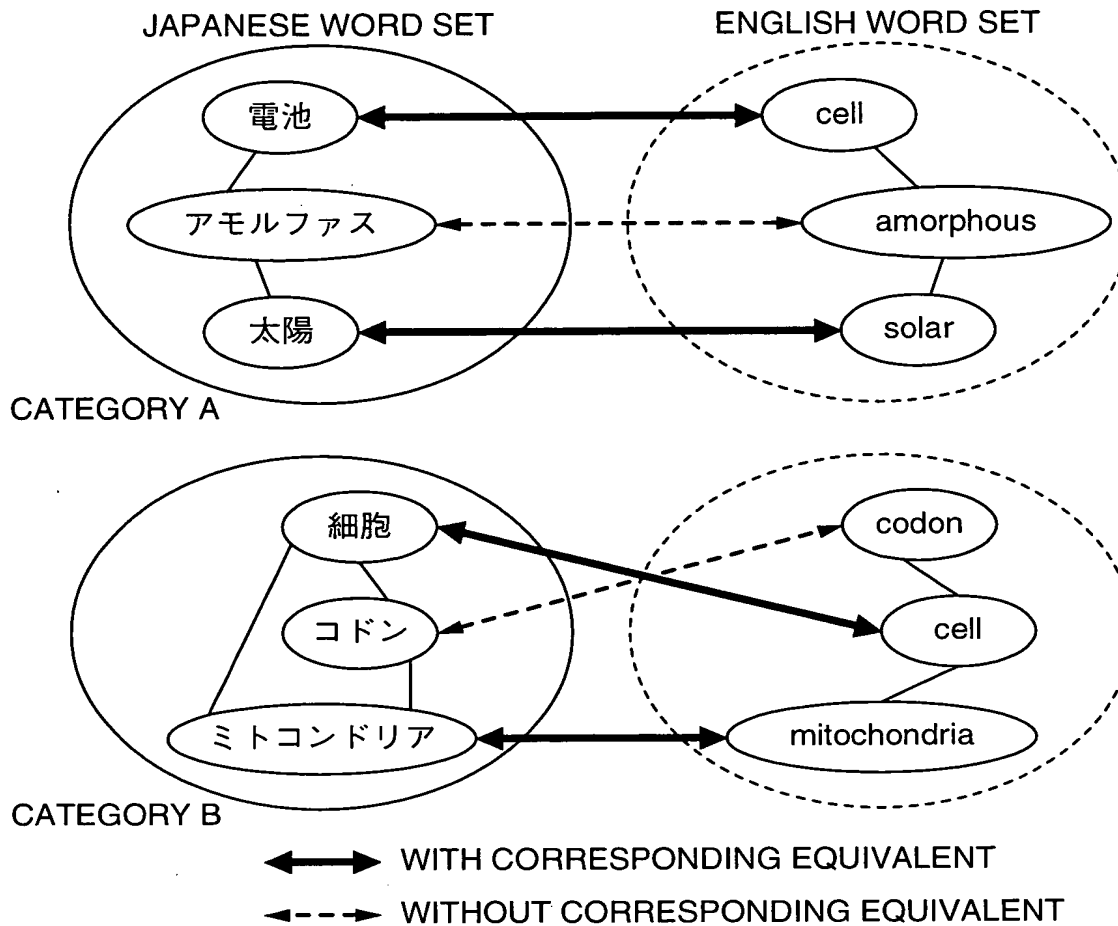 JAPANESE WORD SET
ENGLISH WORD SET
電池
cell
アモルファス
amorphous
太陽
solar
CATEGORY A
細胞
codon
コドン
cell
ミトコンドリア
mitochondria
CATEGORY B
WITH CORRESPONDING EQUIVALENT
WITHOUT CORRESPONDING EQUIVALENT